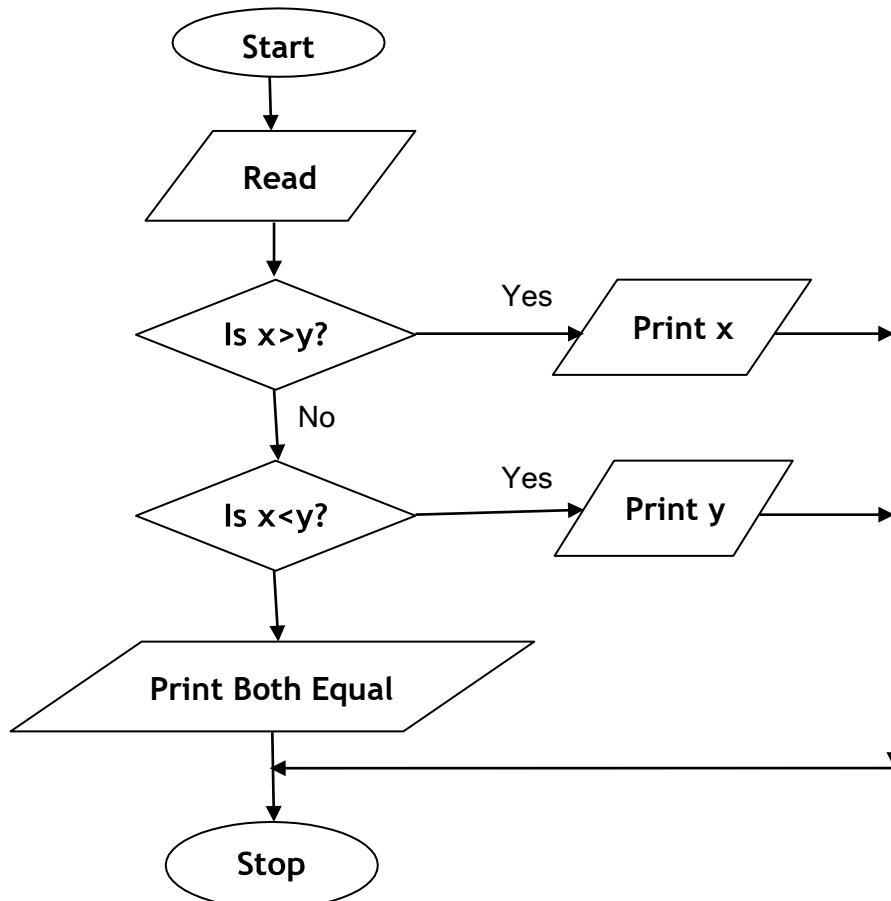 Start
Read
Is x>y?
Yes
Print x
No
Is x<y?
Yes
Print y
Print Both Equal
Stop